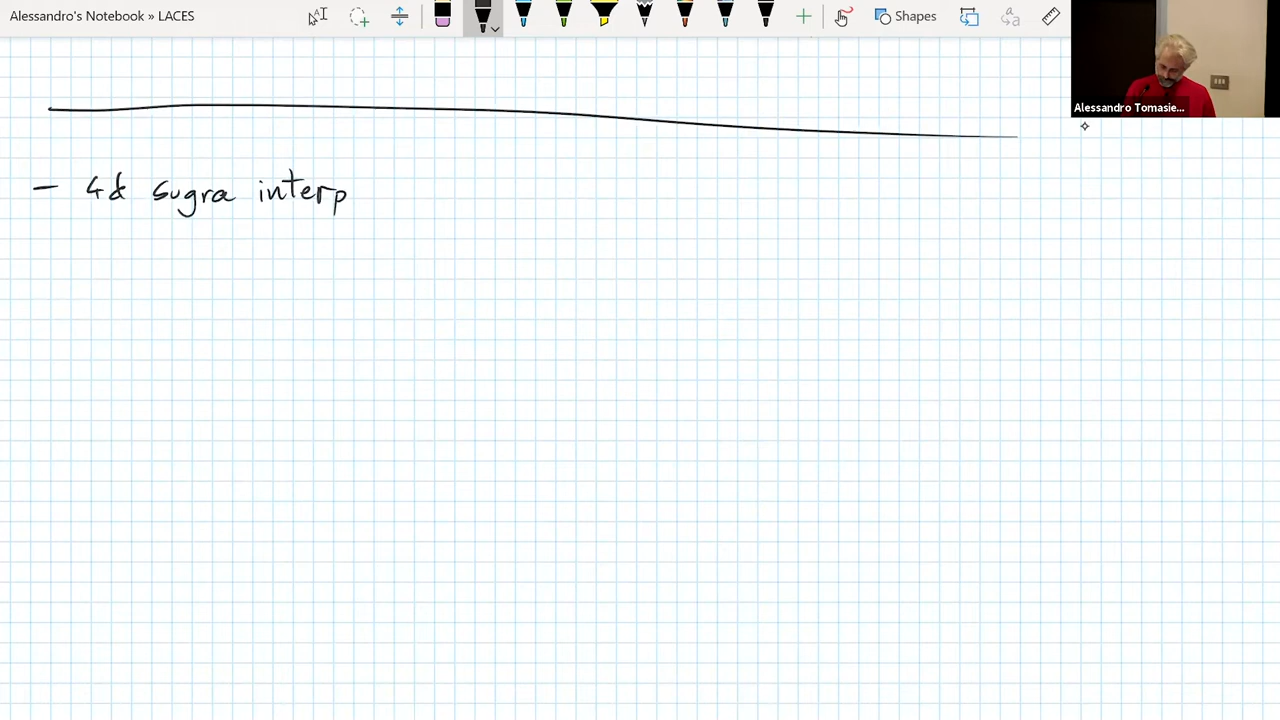 Alessandro's Notebook » LACES
Shapes
Alessandro Tomasie...
– 4d sugra interp